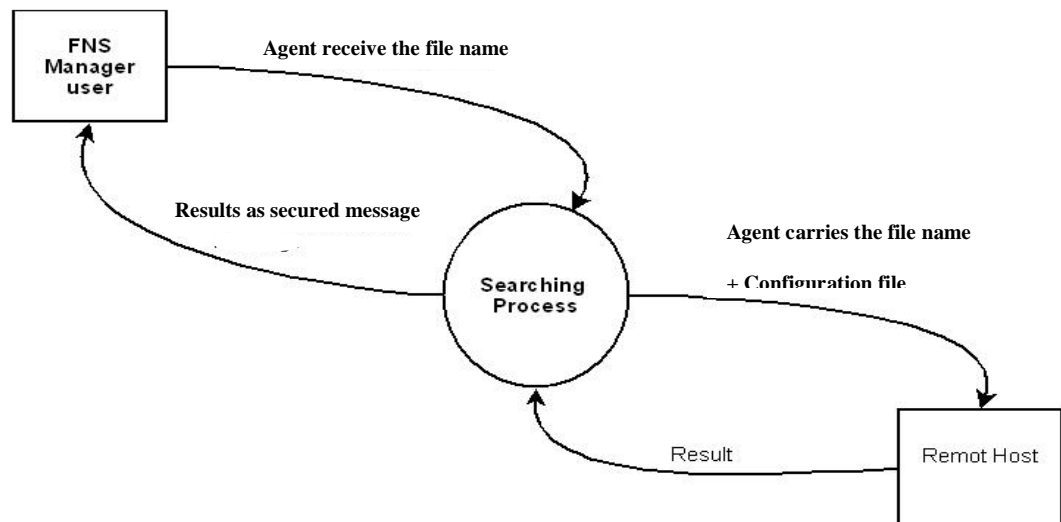 FNS
Manager
user
Agent receive the file name
Results as secured message
Agent carries the file name
+ Configuration file
Searching
Process
Result
Remot Host